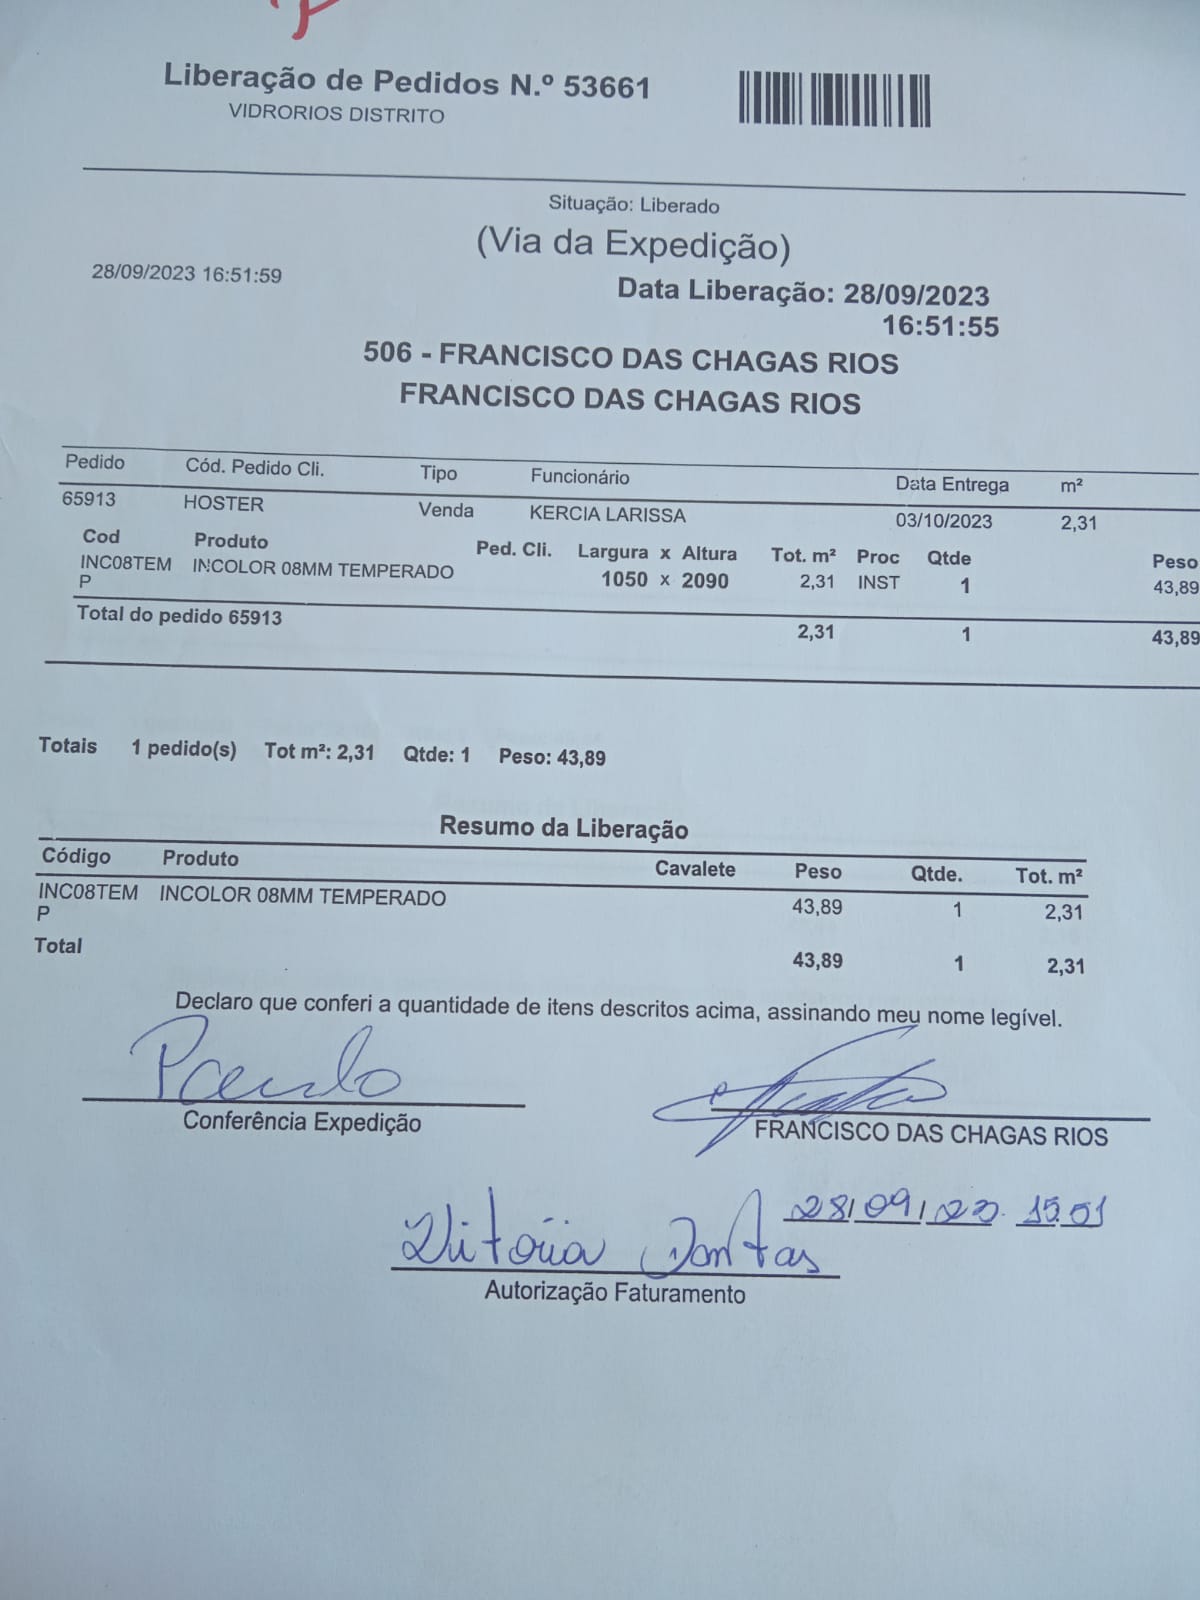 Liberação de Pedidos N.º 53661
VIDRORIOS DISTRITO
Situação: Liberado
(Via da Expedição)
28/09/2023 16:51:59
Data Liberação: 28/09/2023
16:51:55
506 - FRANCISCO DAS CHAGAS RIOS
FRANCISCO DAS CHAGAS RIOS
Pedido Cód. Pedido Cli. Tipo Funcionário Data Entrega m²
65913 HOSTER Venda KERCIA LARISSA 03/10/2023 2,31
Cod Produto Ped. Cli. Largura x Altura Tot. m² Proc Qtde Peso
INC08TEM INCOLOR 08MM TEMPERADO 1050 x 2090 2,31 INST 1 43,89
P
Total do pedido 65913 2,31 1 43,89
Totais 1 pedido(s) Tot m²: 2,31 Qtde: 1 Peso: 43,89
Resumo da Liberação
Código Produto Cavalete Peso Qtde. Tot. m²
INC08TEM INCOLOR 08MM TEMPERADO 43,89 1 2,31
P
Total 43,89 1 2,31
Declaro que conferi a quantidade de itens descritos acima, assinando meu nome legível.
Paulo
Conferência Expedição
FRANCISCO DAS CHAGAS RIOS
28/09/23 15:01
Vitória Dantas
Autorização Faturamento